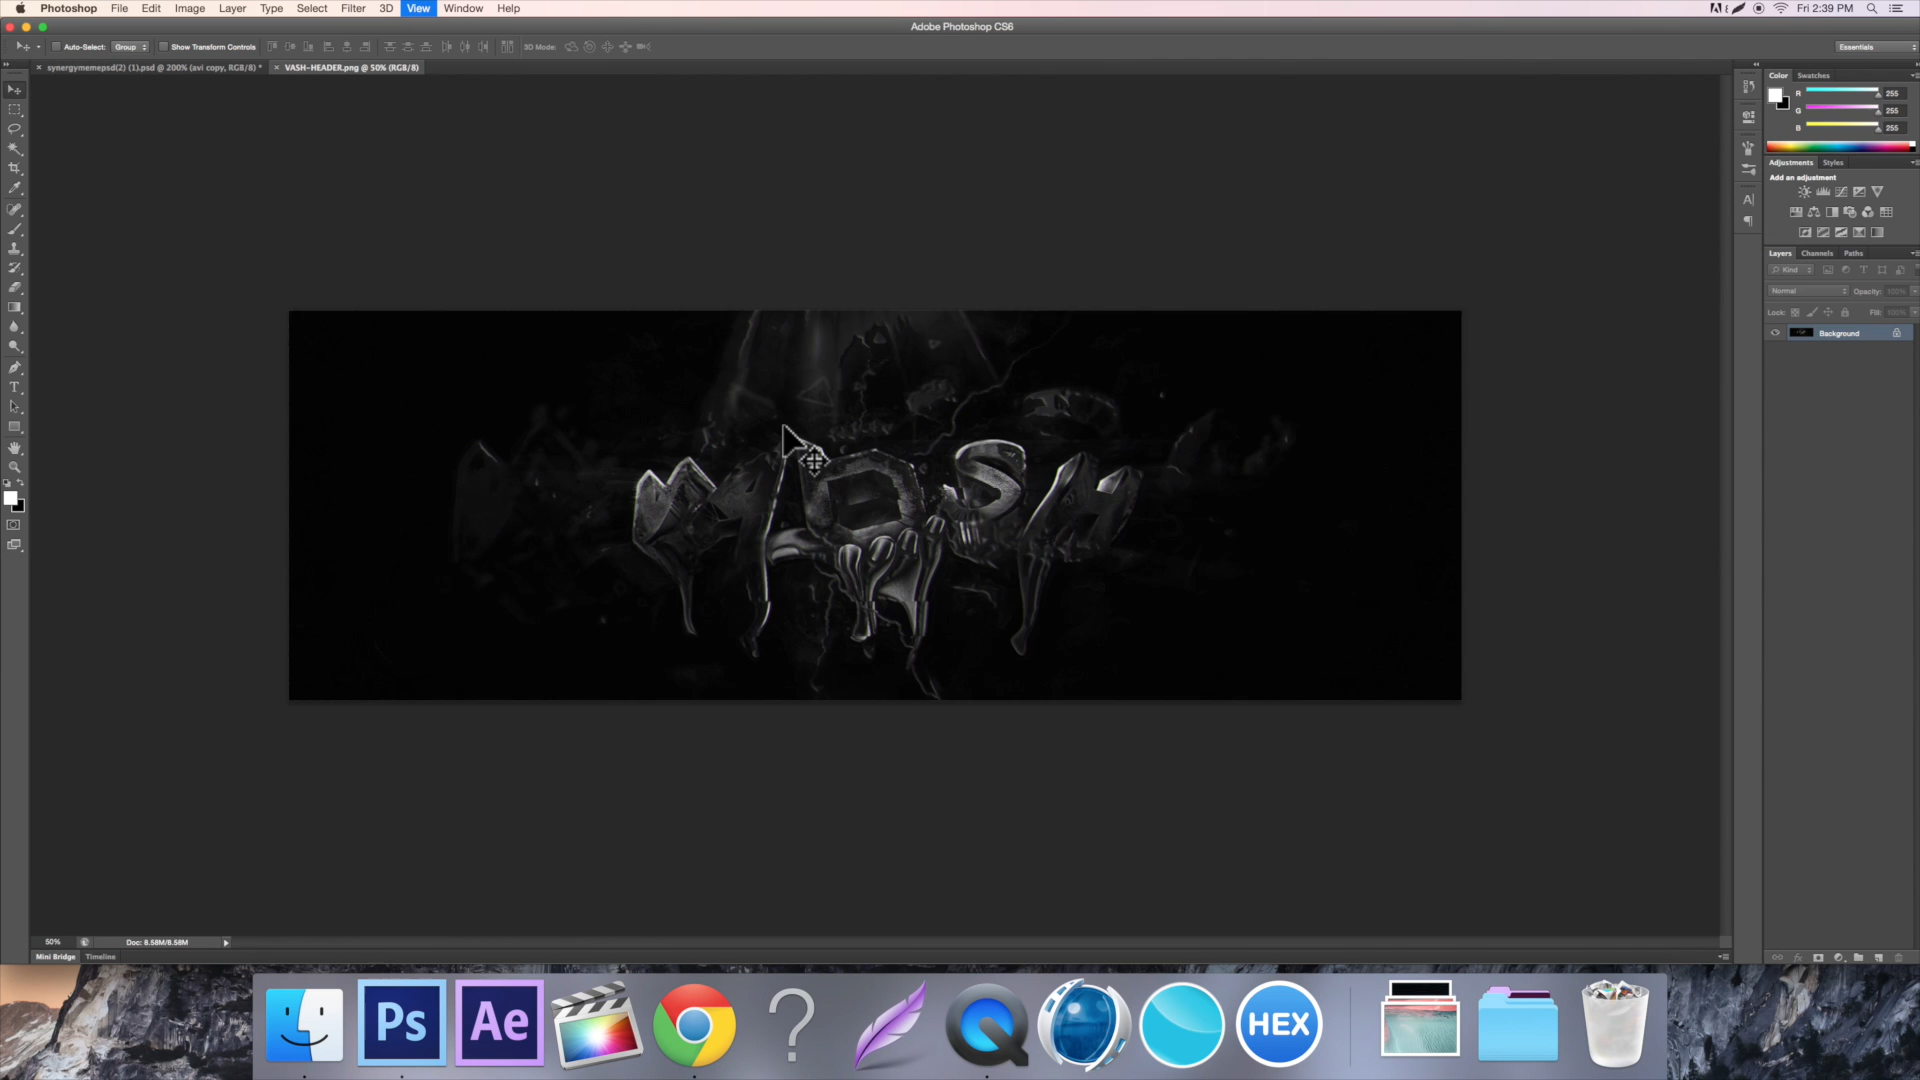 Photoshop File Edit Image Layer Type Select Filter 3D View Window Help
Fri 2:39 PM
Adobe Photoshop CS6
Auto-Select: Group Show Transform Controls 3D Mode: Essentials
synergymemepsd(2) (1).psd @ 200% (avi copy, RGB/8) * VASH-HEADER.png @ 50% (RGB/8)
Color Swatches
R 255
G 255
B 255
Adjustments Styles
Add an adjustment
Layers Channels Paths
Kind
Normal Opacity: 100%
Lock: Fill: 100%
Background
VASH
50% Doc: 8.58M/8.58M
Mini Bridge Timeline
Ps Ae ? HEX